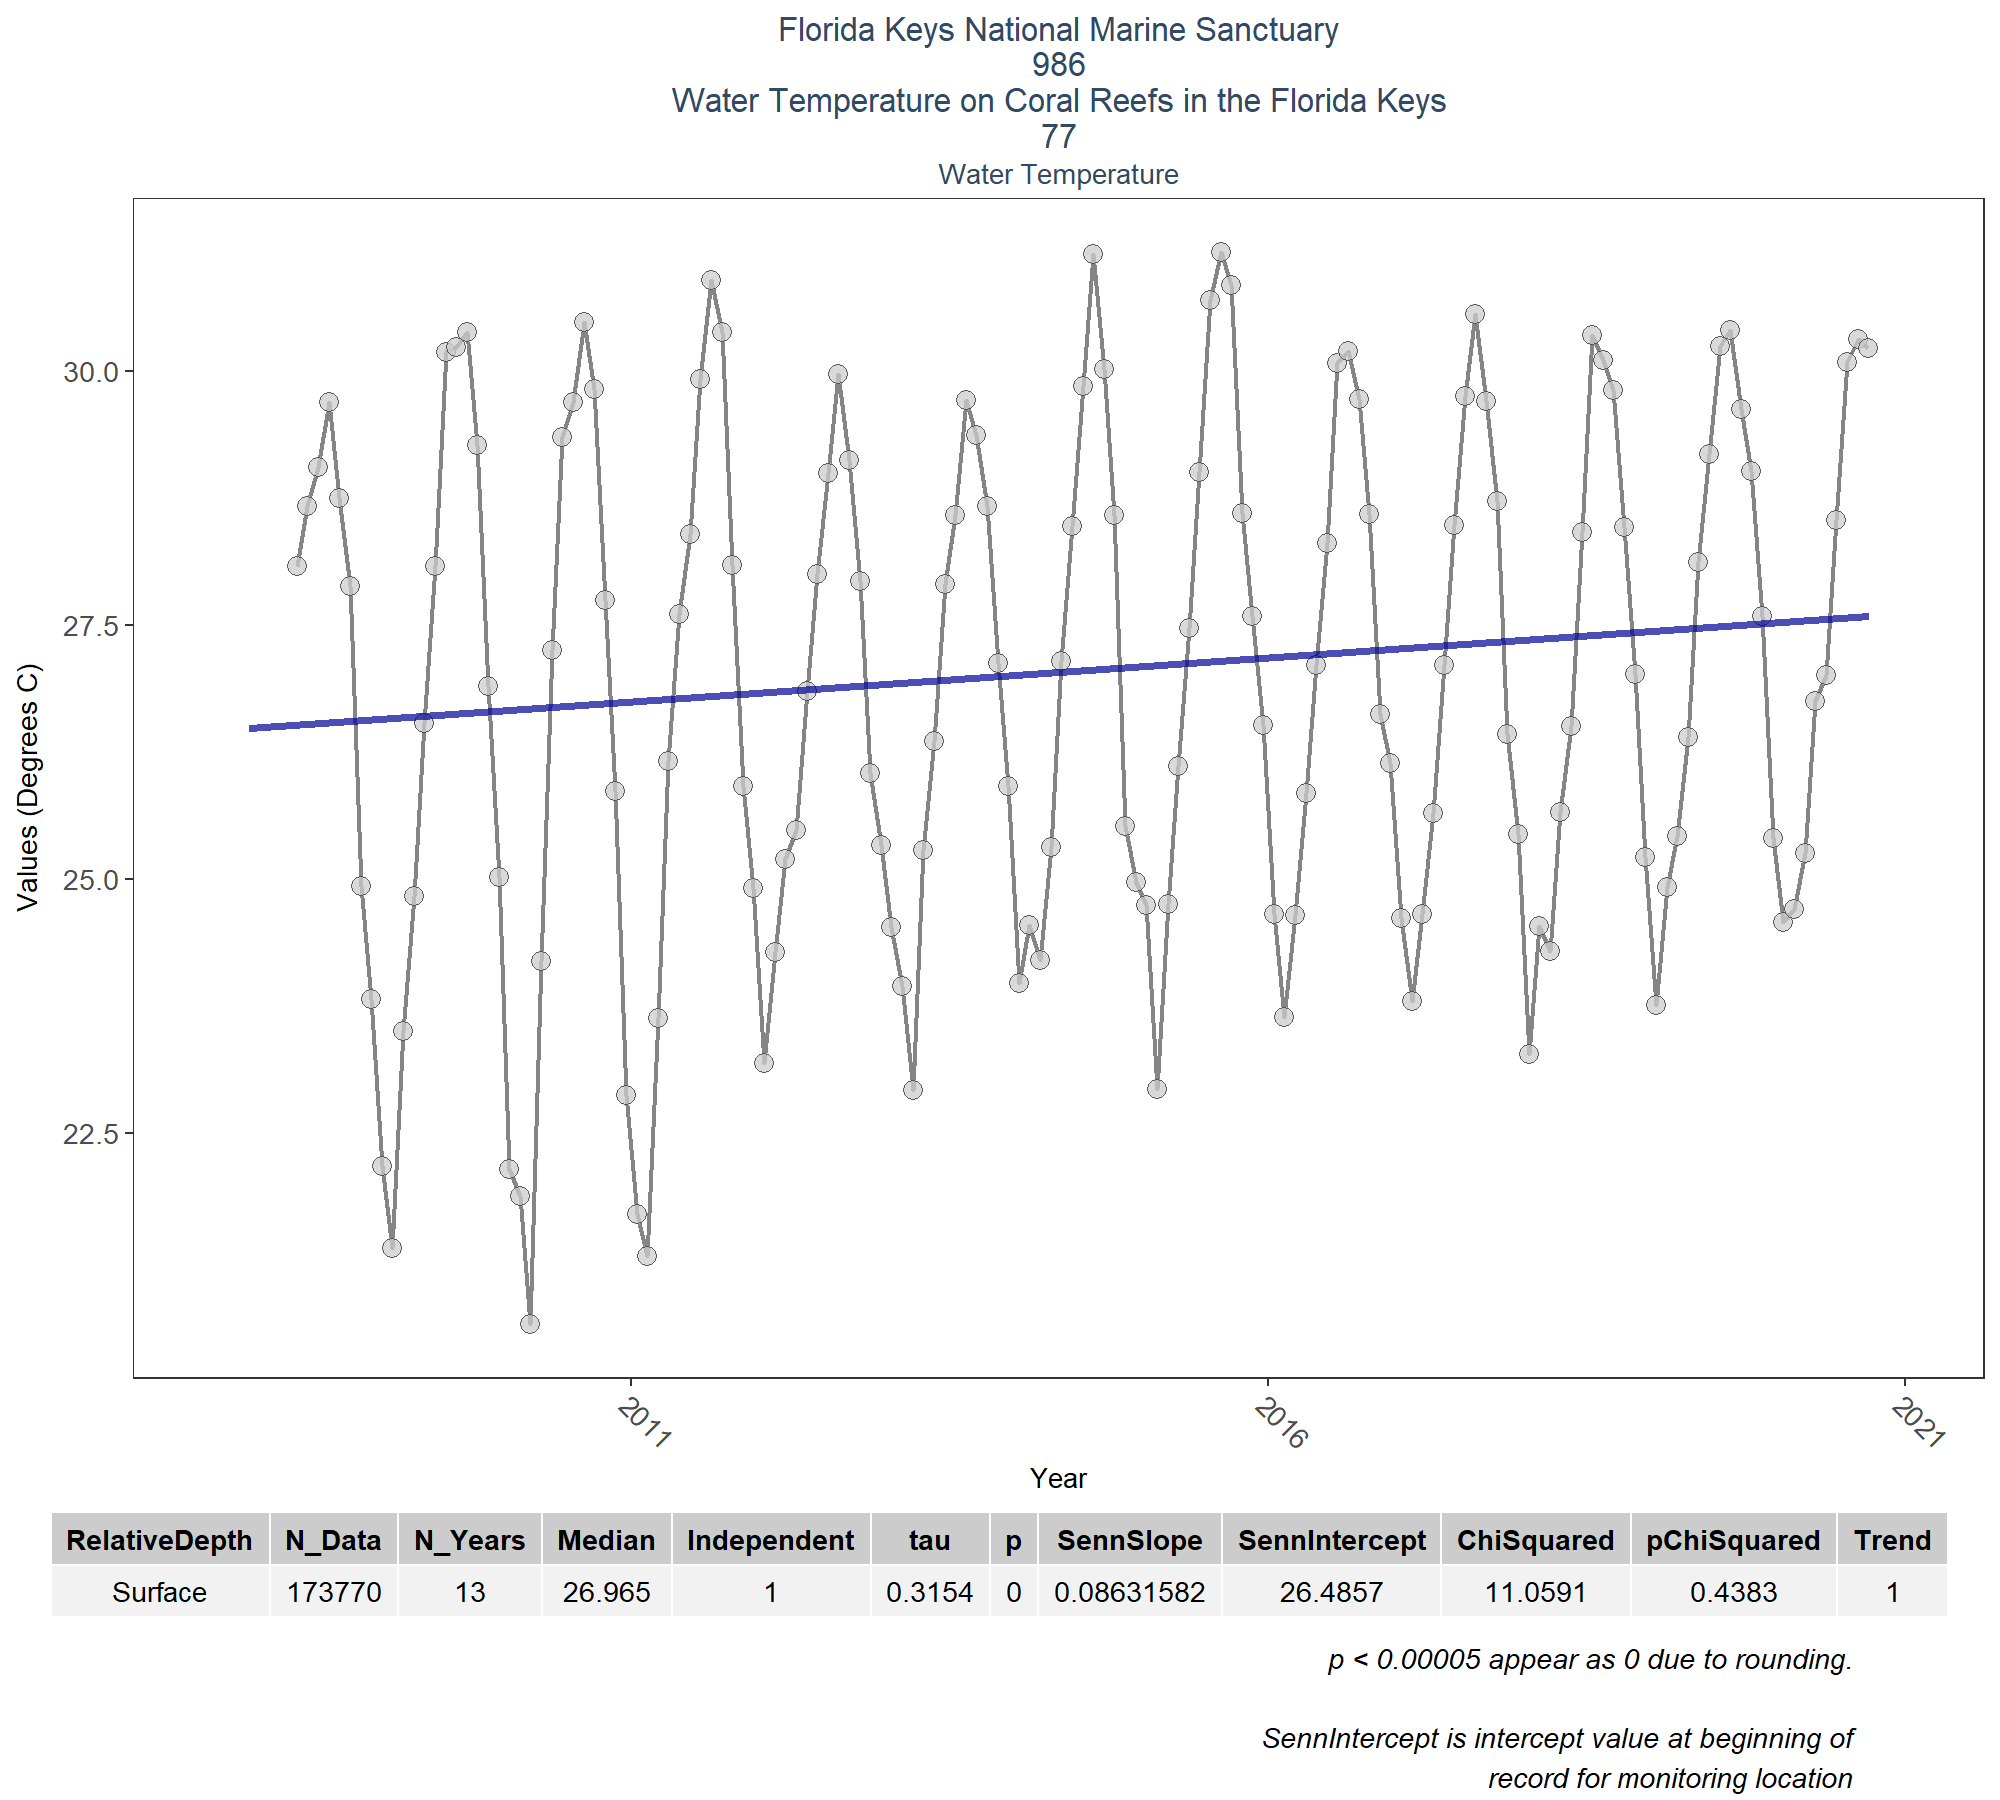 Florida Keys National Marine Sanctuary
986
Water Temperature on Coral Reefs in the Florida Keys
77
Water Temperature
Values (Degrees C)
30.0
27.5
25.0
22.5
2011
2016
2021
Year
RelativeDepth N_Data N_Years Median Independent tau p SennSlope SennIntercept ChiSquared pChiSquared Trend
Surface 173770 13 26.965 1 0.3154 0 0.08631582 26.4857 11.0591 0.4383 1
p < 0.00005 appear as 0 due to rounding.
SennIntercept is intercept value at beginning of
record for monitoring location